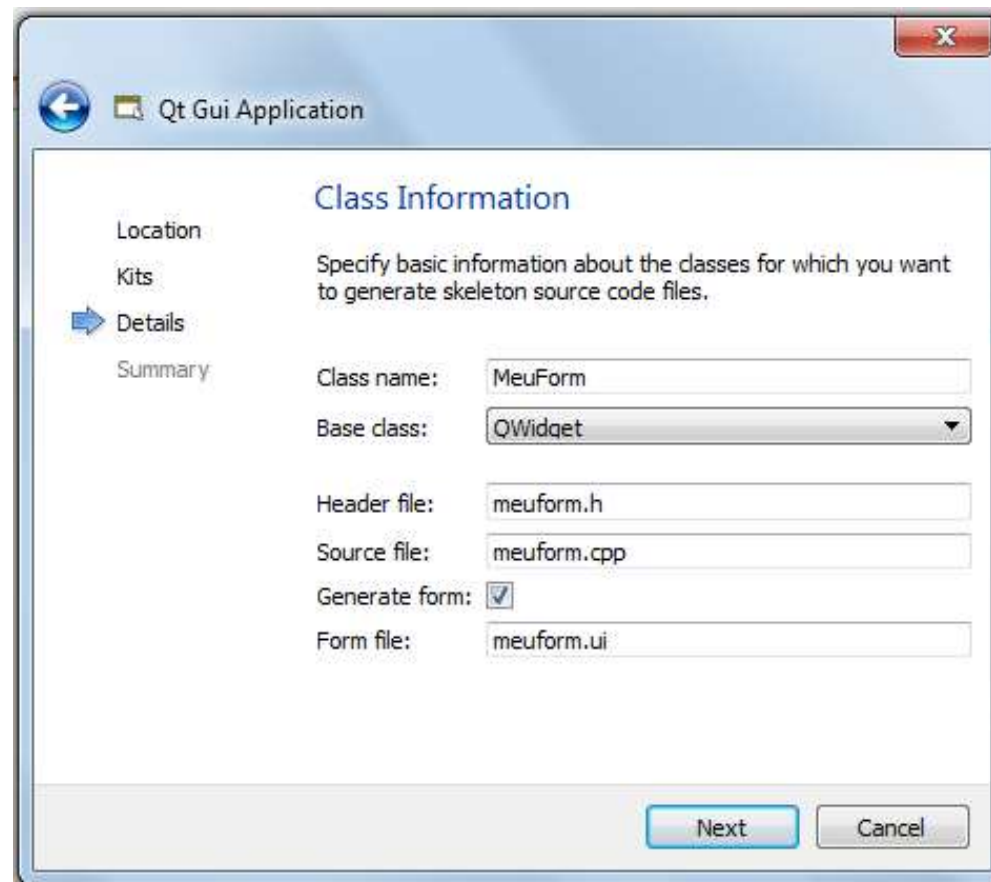 Qt Gui Application
Location
Kits
Details
Summary
Class Information
Specify basic information about the classes for which you want
to generate skeleton source code files.
Class name: MeuForm
Base class: QWidget
Header file: meuform.h
Source file: meuform.cpp
Generate form:
Form file: meuform.ui
Next Cancel